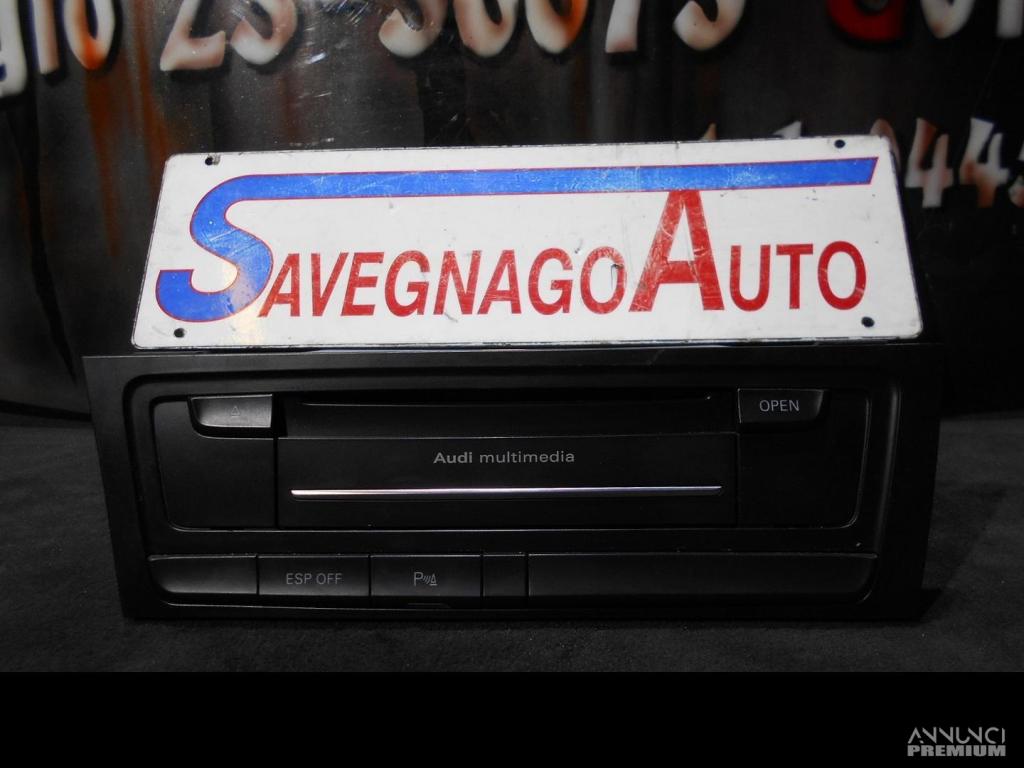 SAVEGNAGO AUTO
OPEN
Audi multimedia
ESP OFF
P
ANNUNCI
PREMIUM